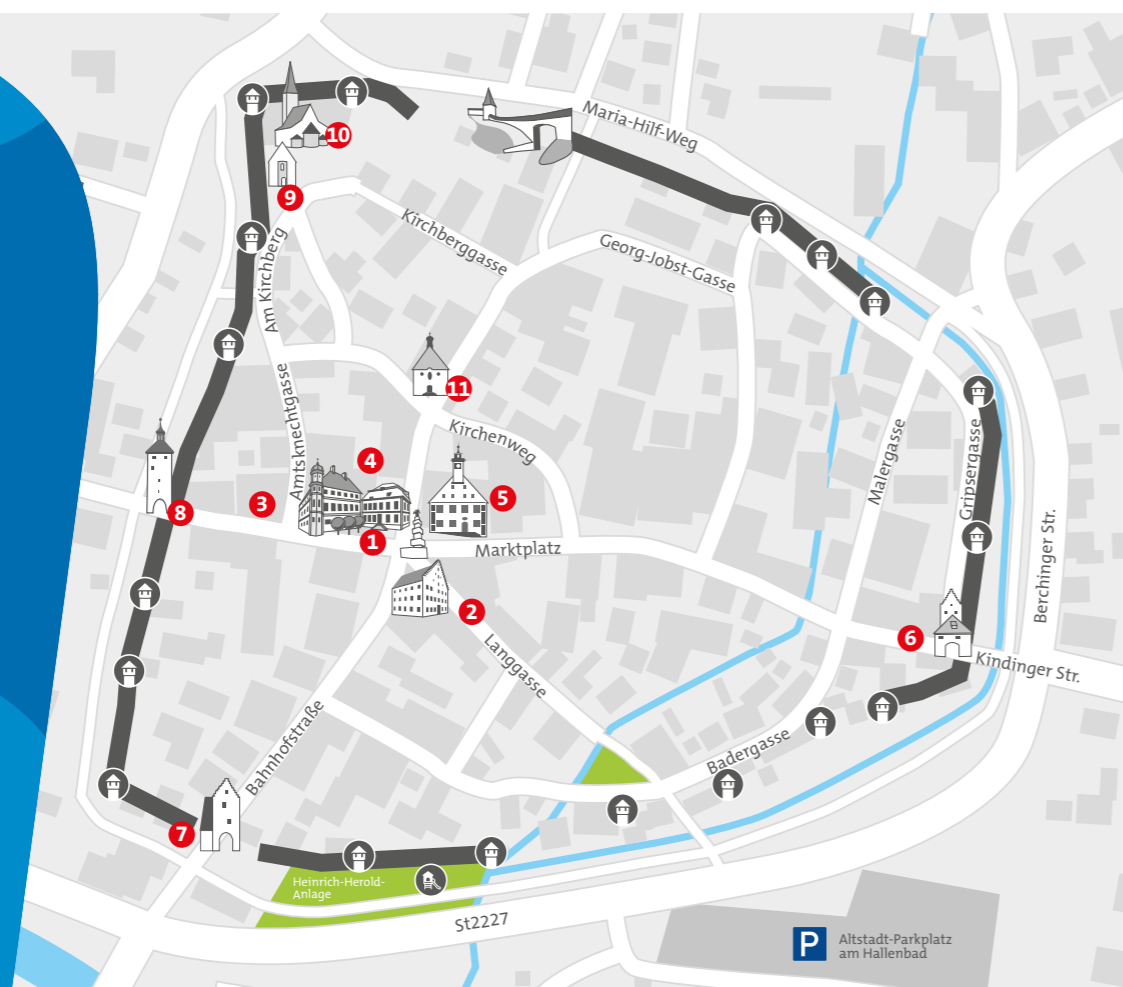 Maria-Hilf-Weg
10
9
Kirchberggasse
Georg-Jobst-Gasse
Am Kirchberg
11
Amtsknechtgasse
Kirchenweg
Malergasse
Gripsergasse
4
3
5
8
1
Marktplatz
Berchinger Str.
2
6
Langgasse
Kindinger Str.
Bahnhofstraße
Badergasse
7
Heinrich-Herold-
Anlage
St2227
P
Altstadt-Parkplatz
am Hallenbad